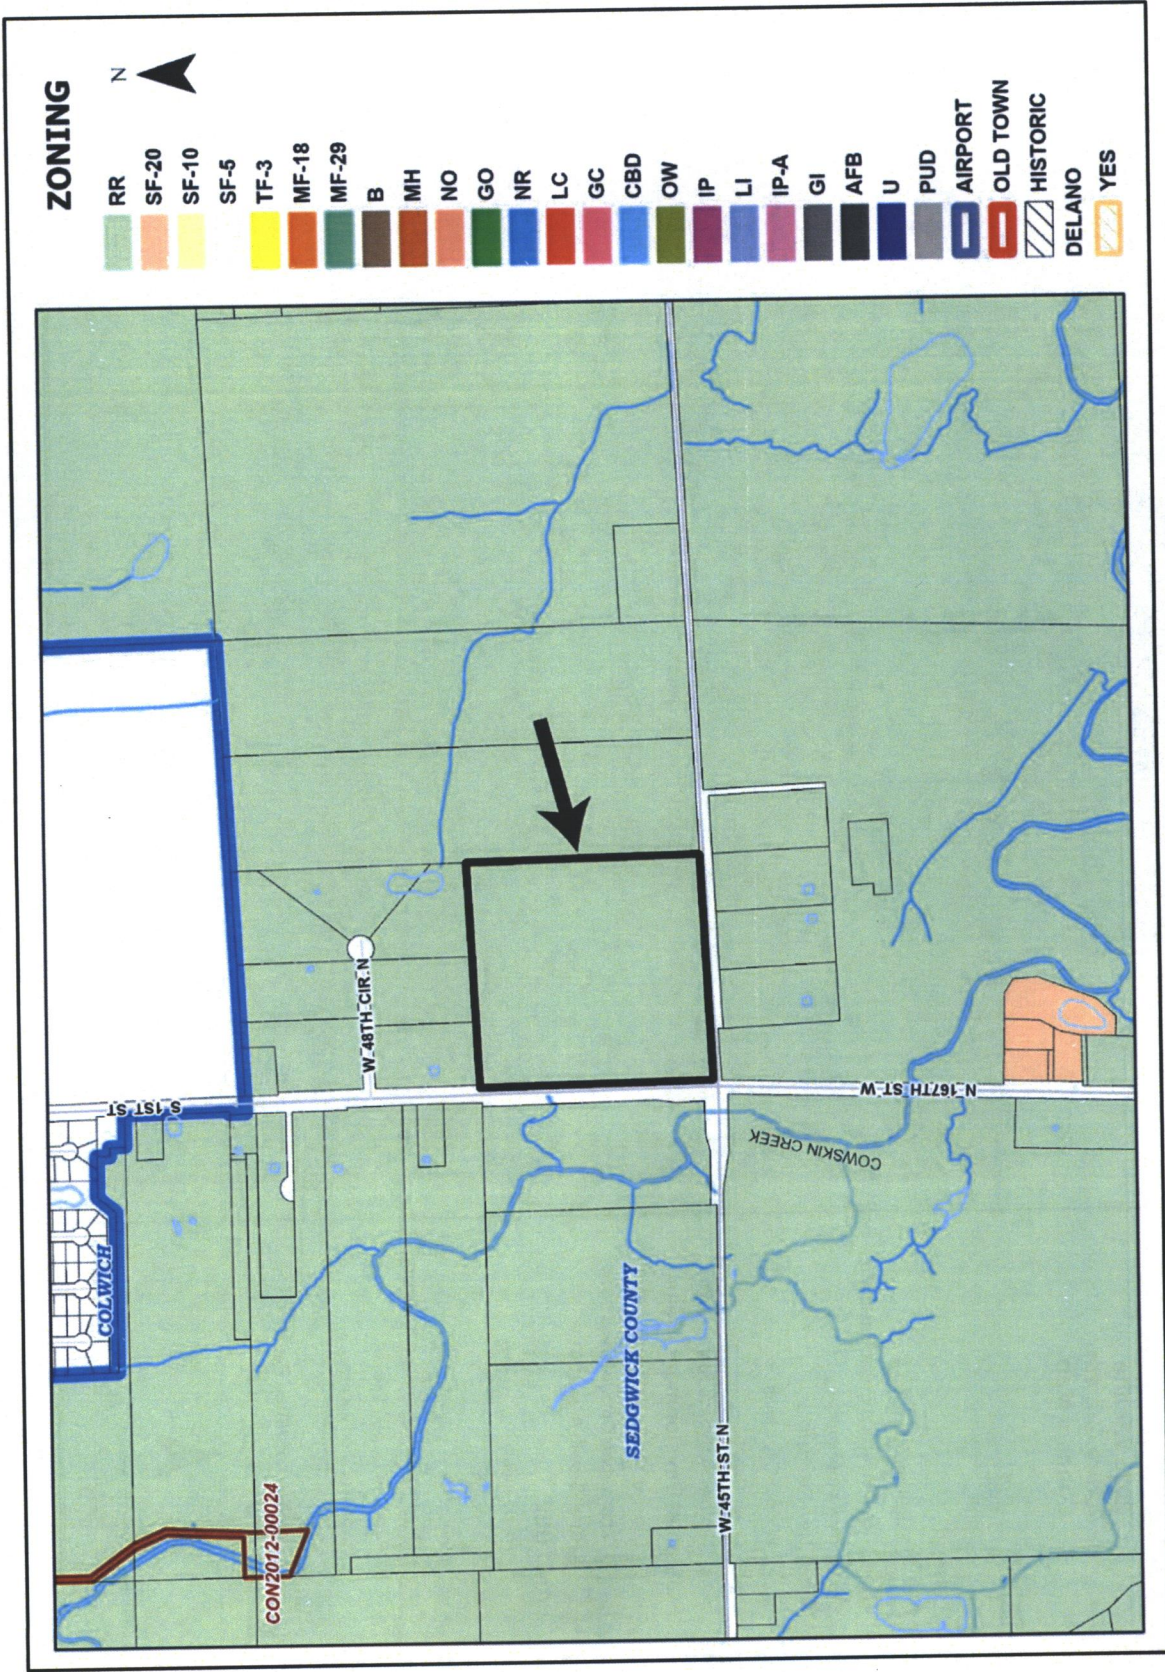 ZONING
N
RR
SF-20
SF-10
SF-5
TF-3
MF-18
MF-29
B
MH
NO
GO
NR
LC
GC
CBD
OW
IP
LI
IP-A
GI
AFB
U
PUD
AIRPORT
OLD TOWN
HISTORIC
DELANO
YES
S 1ST ST
COLWICH
W 48TH CIR N
N 167TH ST W
COWSKIN CREEK
SEDGWICK COUNTY
W 45TH ST N
CON2012-00024